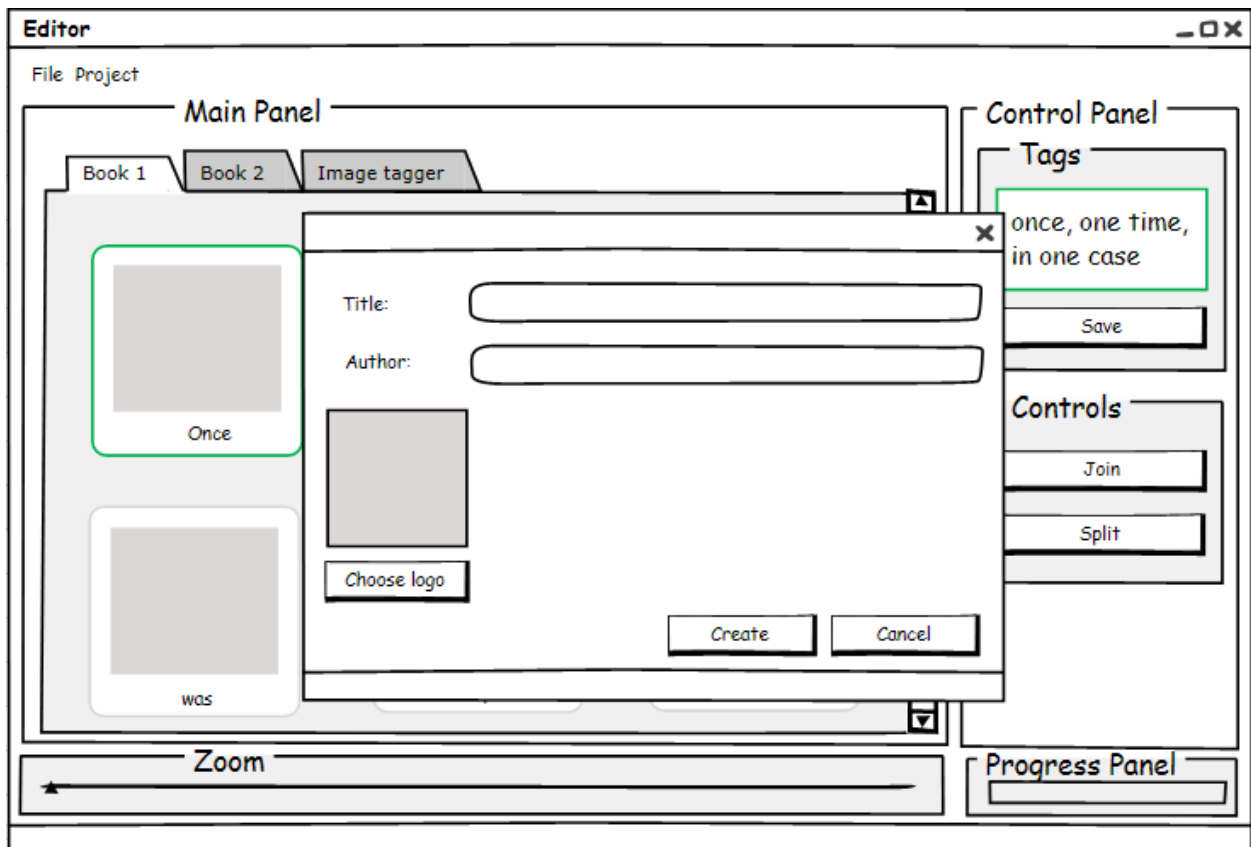 Editor
File Project
Main Panel
Control Panel
Book 1
Book 2
Image tagger
Tags
once, one time,
in one case
Save
Title:
Author:
Once
Controls
Join
Split
Choose logo
Create
Cancel
was
Zoom
Progress Panel